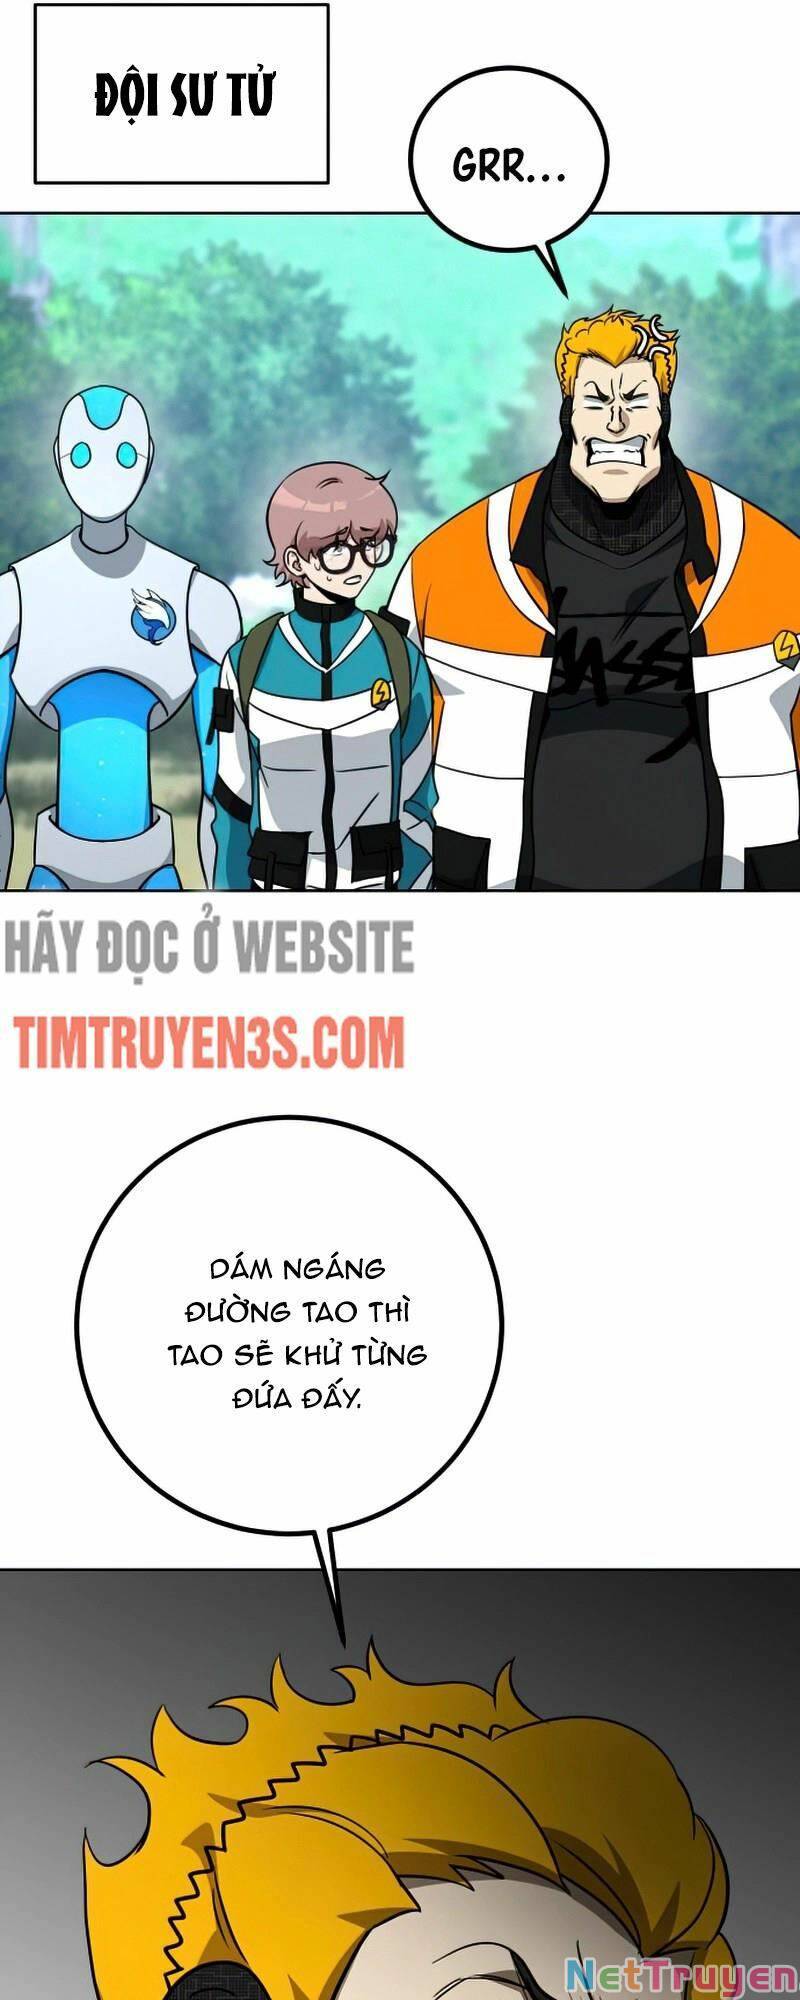 ĐỘI SƯ TỬ
GRR...
HÃY ĐỌC Ở WEBSITE
TIMTRUYEN3S.COM
DÁM NGÁNG
ĐƯỜNG TAO THÌ
TAO SẼ KHỬ TỪNG
ĐỨA ĐẤY.
NetTruyen